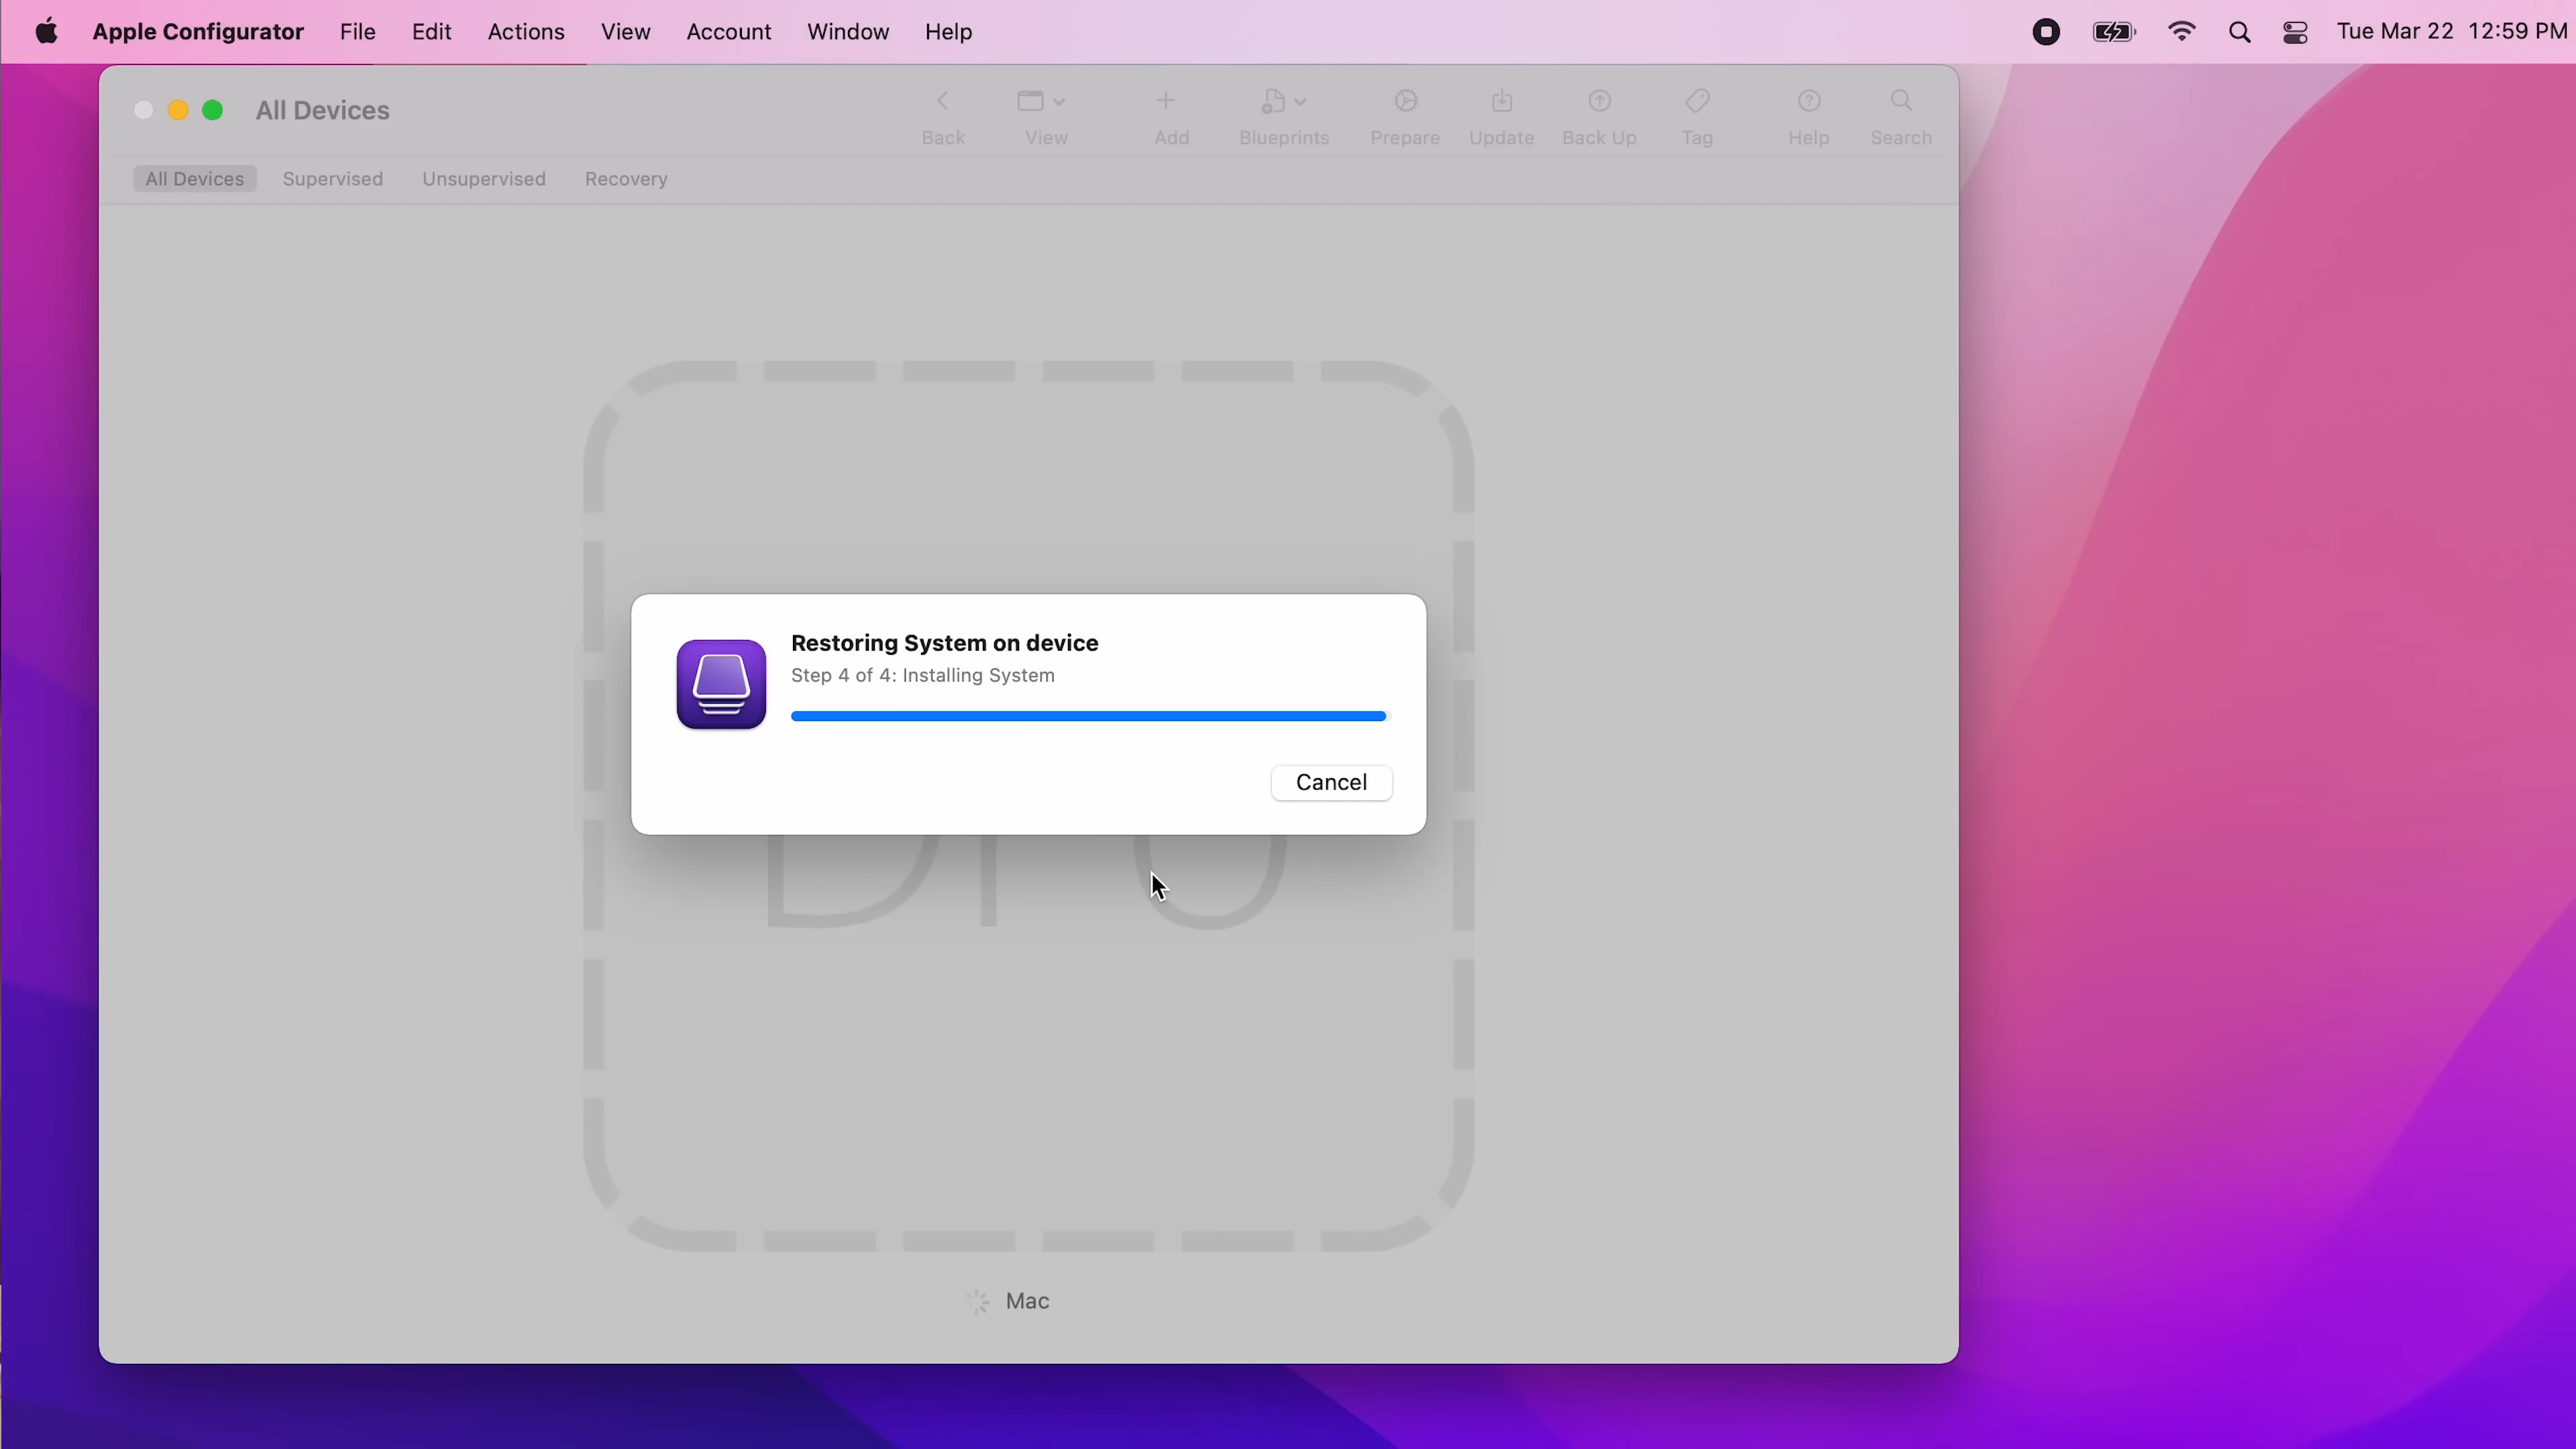 Apple Configurator File Edit Actions View Account Window Help Tue Mar 22 12:59 PM
All Devices
Back View Add Blueprints Prepare Update Back Up Tag Help Search
All Devices Supervised Unsupervised Recovery
Restoring System on device
Step 4 of 4: Installing System
Cancel
Mac